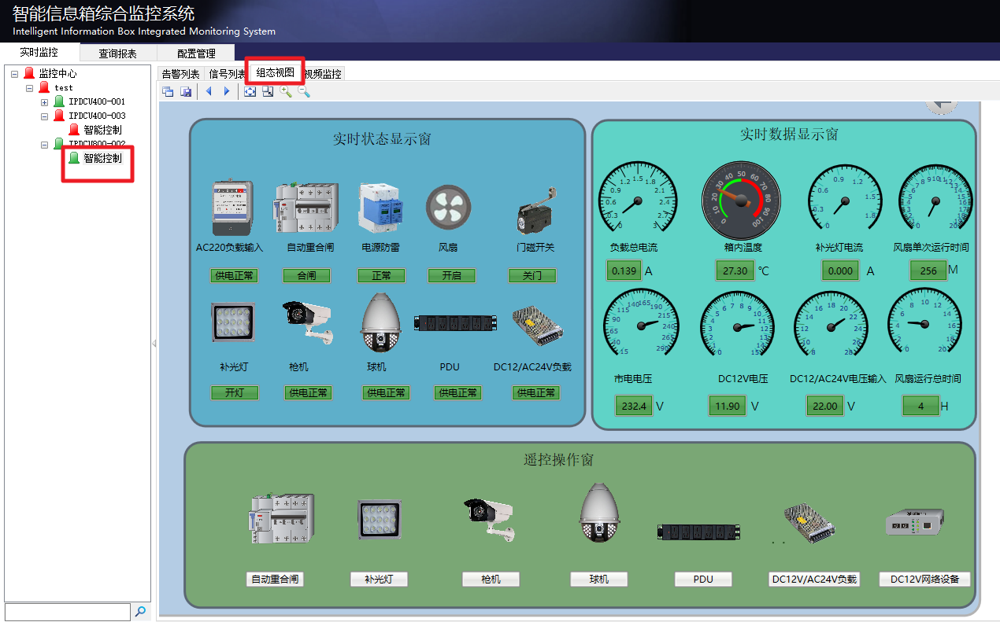 智能信息箱综合监控系统
Intelligent Information Box Integrated Monitoring System
实时监控 查询报表 配置管理
监控中心
test
IPDCU400-001
IPDCU400-003
智能控制
IPDCU800-002
智能控制
告警列表 信号列表 组态视图 视频监控
实时状态显示窗
AC220负载输入 自动重合闸 电源防雷 风扇 门磁开关
供电正常 合闸 正常 开启 关门
补光灯 枪机 球机 PDU DC12/AC24V负载
开灯 供电正常 供电正常 供电正常 供电正常
实时数据显示窗
0 0.3 0.6 0.9 1.2 1.5 1.8 2.1 2.4 2.7 3
0 10 20 30 40 50 60 70 80 90 100
0 0.3 0.6 0.9 1.2 1.5 1.8
负载总电流 箱内温度 补光灯电流 风扇单次运行时间
0.139 A 27.30 ℃ 0.000 A 256 M
15 40 65 90 115 140 165 190 215 240 265 290
0 1 2 3 4 5 6 7 8 9 10 11 12 13 14 15
8 10 12 14 16 18 20 22 24 26 28
0 2 4 6 8 10 12 14 16 18 20
市电电压 DC12V电压 DC12/AC24V电压输入 风扇运行总时间
232.4 V 11.90 V 22.00 V 4 H
遥控操作窗
自动重合闸 补光灯 枪机 球机 PDU DC12V/AC24V负载 DC12V网络设备